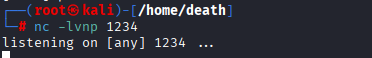 ┌──(root㉿kali)-[/home/death]
└─# nc -lvnp 1234
listening on [any] 1234 ...